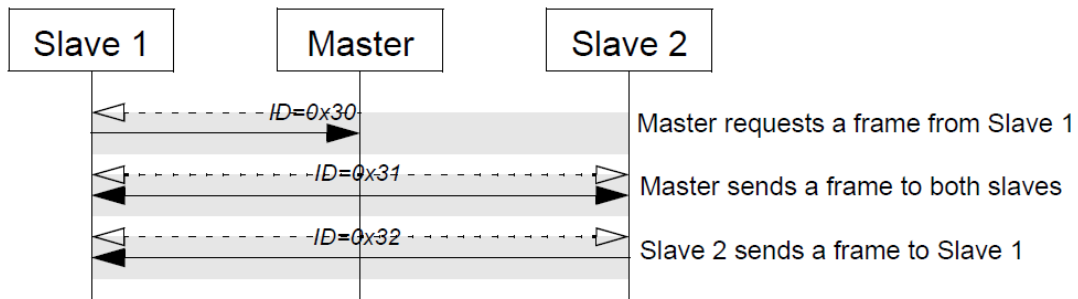 Slave 1
Master
Slave 2
ID=0x30
Master requests a frame from Slave 1
ID=0x31
Master sends a frame to both slaves
ID=0x32
Slave 2 sends a frame to Slave 1